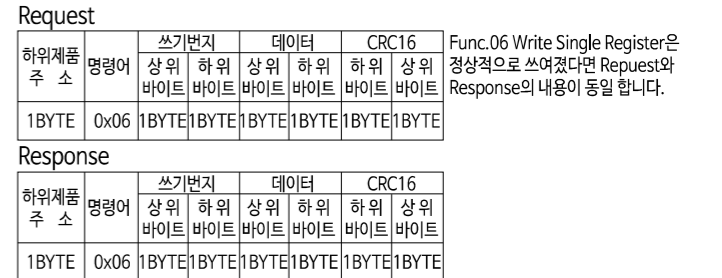 Request
하위제품 주 소 명령어 쓰기번지 데이터 CRC16
상 위 바이트 하 위 바이트 상 위 바이트 하 위 바이트 하 위 바이트 상 위 바이트
1BYTE 0x06 1BYTE 1BYTE 1BYTE 1BYTE 1BYTE 1BYTE
Func.06 Write Single Register은
정상적으로 쓰여졌다면 Repuest와
Response의 내용이 동일 합니다.
Response
하위제품 주 소 명령어 쓰기번지 데이터 CRC16
상 위 바이트 하 위 바이트 상 위 바이트 하 위 바이트 하 위 바이트 상 위 바이트
1BYTE 0x06 1BYTE 1BYTE 1BYTE 1BYTE 1BYTE 1BYTE